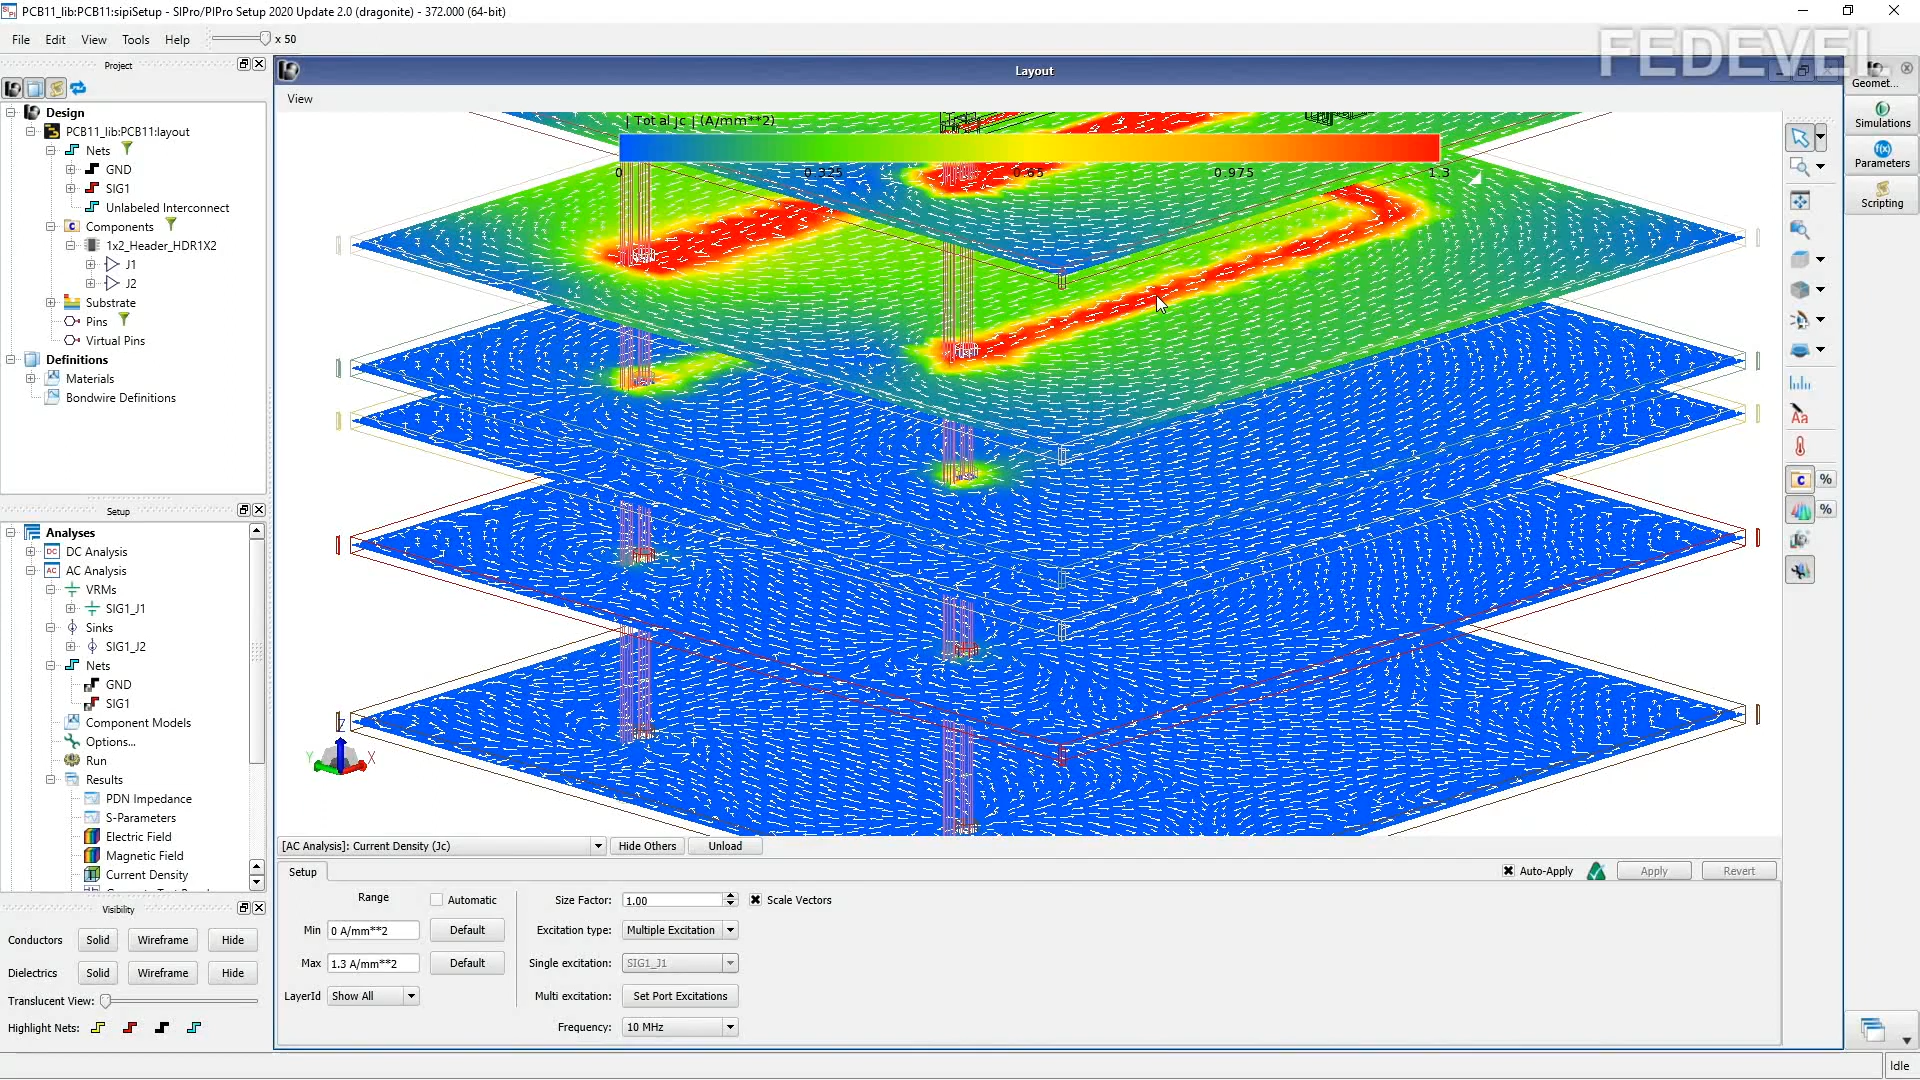 PCB11_lib:PCB11:sipiSetup - SIPro/PIPro Setup 2020 Update 2.0 (dragonite) - 372.000 (64-bit)
File Edit View Tools Help x 50
FEDEVEL
Project
Layout
Geomet...
View
Design
PCB11_lib:PCB11:layout
Nets
GND
SIG1
Unlabeled Interconnect
Components
1x2_Header_HDR1X2
J1
J2
Substrate
Pins
Virtual Pins
Definitions
Materials
Bondwire Definitions
| Total Jc | (A/mm**2)
0 0.325 0.65 0.975 1.3
Simulations
f(x)
Parameters
Scripting
Aa
C %
%
Setup
Analyses
DC DC Analysis
AC AC Analysis
VRMs
SIG1_J1
Sinks
SIG1_J2
Nets
GND
SIG1
Component Models
Options...
Run
Results
PDN Impedance
S-Parameters
Electric Field
Magnetic Field
Current Density
Z
Y X
Visibility
Conductors Solid Wireframe Hide
Dielectrics Solid Wireframe Hide
Translucent View:
Highlight Nets:
[AC Analysis]: Current Density (Jc) Hide Others Unload
Setup Auto-Apply Apply Revert
Range Automatic Size Factor: 1.00 Scale Vectors
Min 0 A/mm**2 Default Excitation type: Multiple Excitation
Max 1.3 A/mm**2 Default Single excitation: SIG1_J1
LayerId Show All Multi excitation: Set Port Excitations
Frequency: 10 MHz
Idle